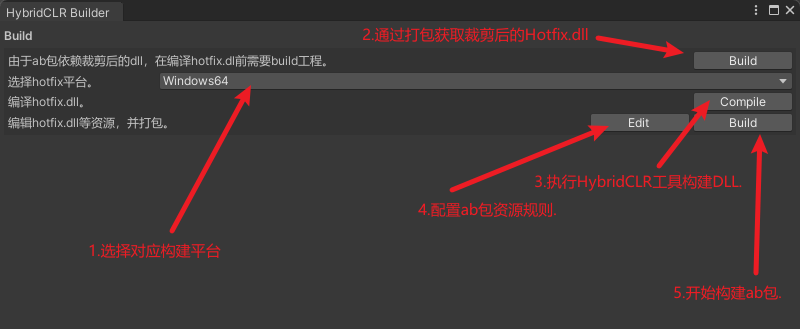 HybridCLR Builder
Build
2.通过打包获取裁剪后的Hotfix.dll
由于ab包依赖裁剪后的dll，在编译hotfix.dl前需要build工程。 Build
选择hotfix平台。 Windows64
编译hotfix.dll。 Compile
编辑hotfix.dll等资源，并打包。 Edit Build
3.执行HybridCLR工具构建DLL.
4.配置ab包资源规则.
1.选择对应构建平台
5.开始构建ab包.